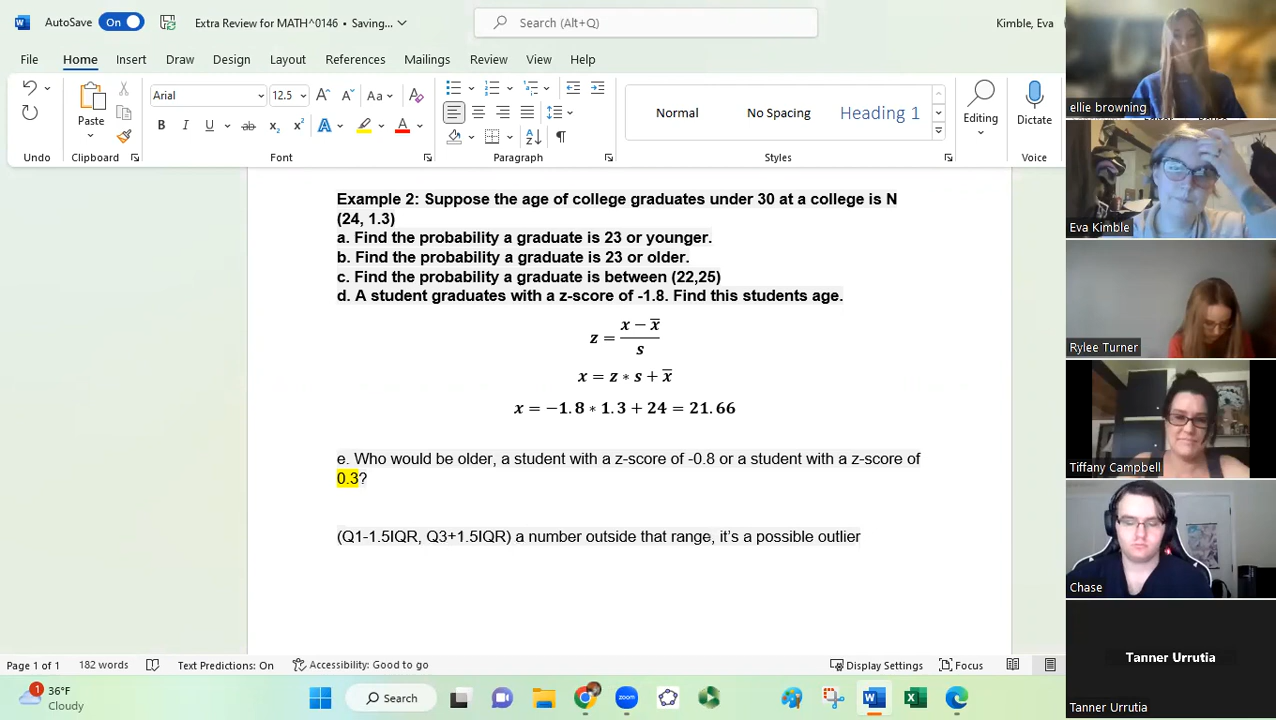 AutoSave On Extra Review for MATH^0146 • Saving... Search (Alt+Q) Kimble, Eva
File Home Insert Draw Design Layout References Mailings Review View Help
Arial 12.5 Aa
Paste Normal No Spacing Heading 1 Editing Dictate
B I U ab A A
Undo Clipboard Font Paragraph Styles Voice
Example 2: Suppose the age of college graduates under 30 at a college is N
(24, 1.3)
a. Find the probability a graduate is 23 or younger.
b. Find the probability a graduate is 23 or older.
c. Find the probability a graduate is between (22,25)
d. A student graduates with a z-score of -1.8. Find this students age.
z = (x − x̅)/s
x = z ∗ s + x̅
x = −1.8 ∗ 1.3 + 24 = 21.66
e. Who would be older, a student with a z-score of -0.8 or a student with a z-score of
0.3?
(Q1-1.5IQR, Q3+1.5IQR) a number outside that range, it's a possible outlier
Page 1 of 1 182 words Text Predictions: On Accessibility: Good to go Display Settings Focus
1 36°F
Cloudy
Search
zoom
ellie browning
Eva Kimble
Rylee Turner
Tiffany Campbell
Chase
Tanner Urrutia
Tanner Urrutia